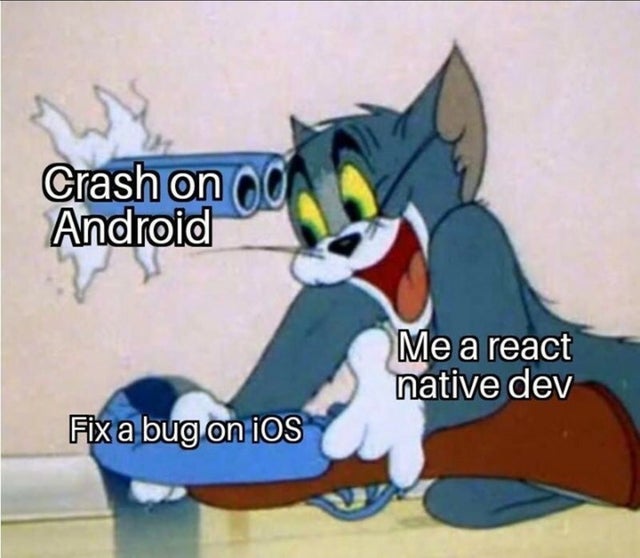 Crash on
Android
Me a react
native dev
Fix a bug on iOS